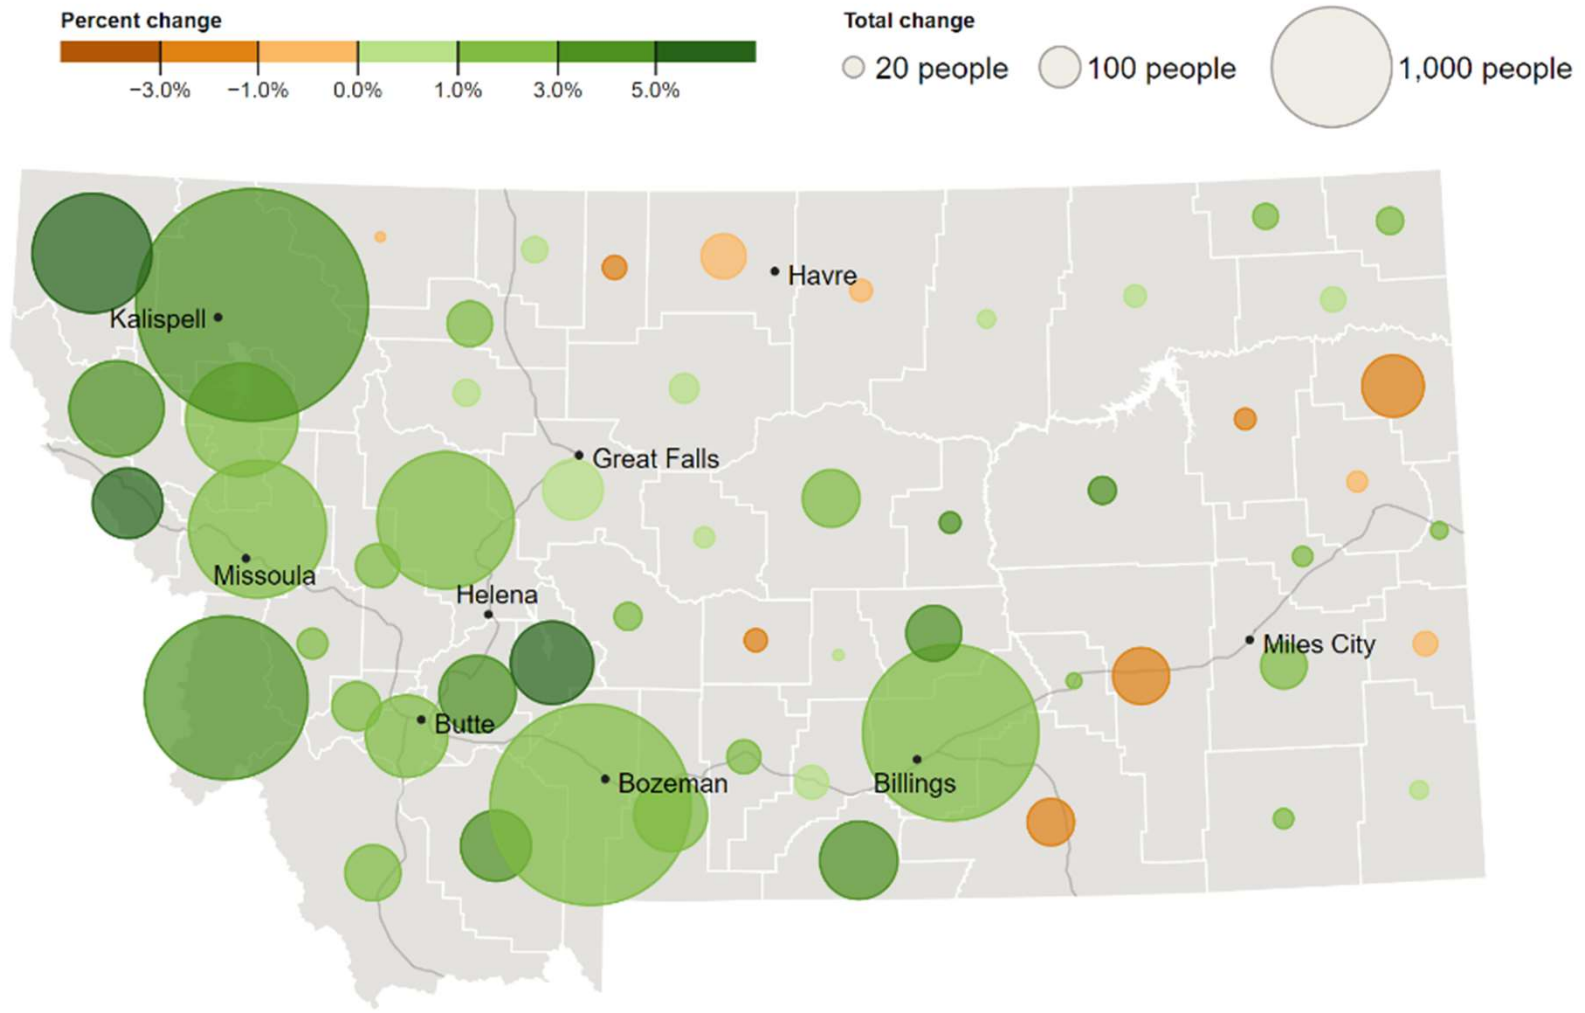 Percent change
−3.0% −1.0% 0.0% 1.0% 3.0% 5.0%
Total change
20 people 100 people 1,000 people
Havre
Kalispell
Great Falls
Missoula
Helena
Miles City
Butte
Bozeman
Billings